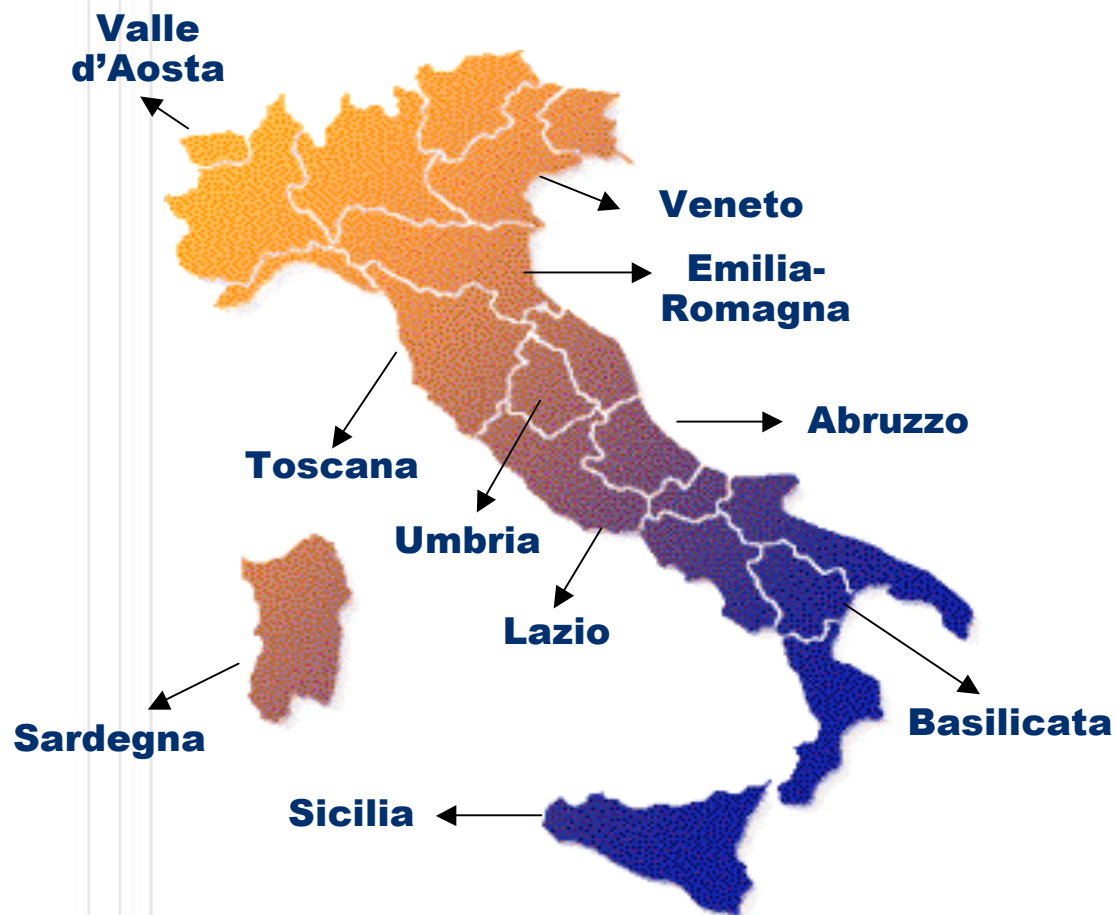 Valle
d’Aosta
Veneto
Emilia-
Romagna
Abruzzo
Toscana
Umbria
Lazio
Sardegna
Basilicata
Sicilia